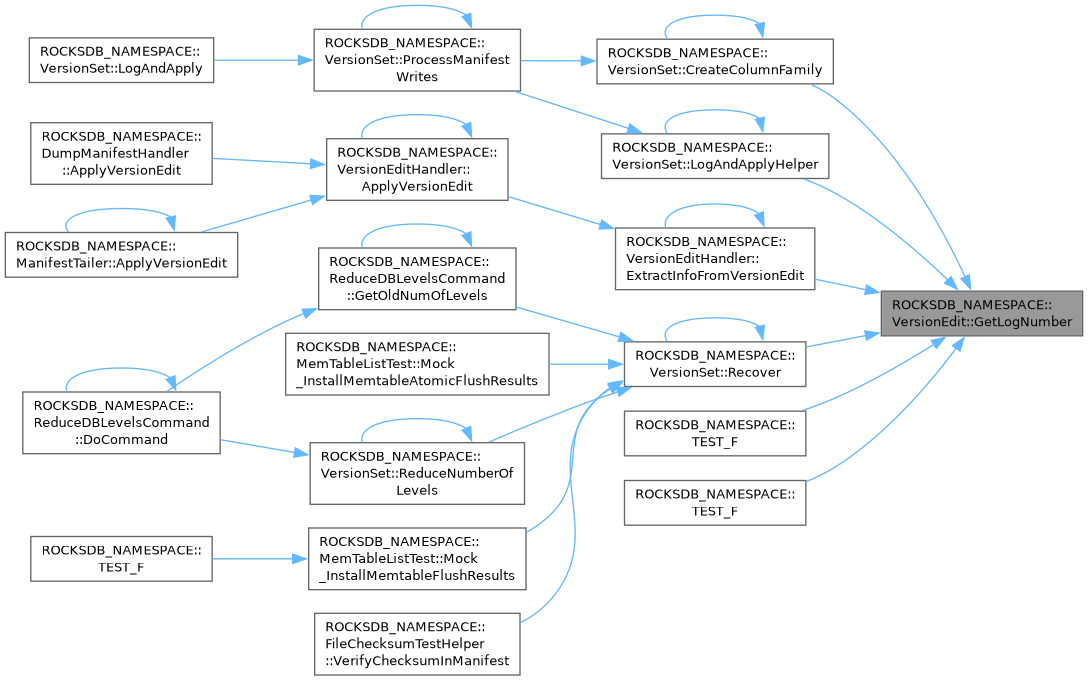 ROCKSDB_NAMESPACE::
VersionSet::LogAndApply
ROCKSDB_NAMESPACE::
VersionSet::ProcessManifest
Writes
ROCKSDB_NAMESPACE::
VersionSet::CreateColumnFamily
ROCKSDB_NAMESPACE::
DumpManifestHandler
::ApplyVersionEdit
ROCKSDB_NAMESPACE::
VersionEditHandler::
ApplyVersionEdit
ROCKSDB_NAMESPACE::
VersionSet::LogAndApplyHelper
ROCKSDB_NAMESPACE::
ManifestTailer::ApplyVersionEdit
ROCKSDB_NAMESPACE::
ReduceDBLevelsCommand
::GetOldNumOfLevels
ROCKSDB_NAMESPACE::
VersionEditHandler::
ExtractInfoFromVersionEdit
ROCKSDB_NAMESPACE::
VersionEdit::GetLogNumber
ROCKSDB_NAMESPACE::
MemTableListTest::Mock
_InstallMemtableAtomicFlushResults
ROCKSDB_NAMESPACE::
VersionSet::Recover
ROCKSDB_NAMESPACE::
ReduceDBLevelsCommand
::DoCommand
ROCKSDB_NAMESPACE::
VersionSet::ReduceNumberOf
Levels
ROCKSDB_NAMESPACE::
TEST_F
ROCKSDB_NAMESPACE::
TEST_F
ROCKSDB_NAMESPACE::
TEST_F
ROCKSDB_NAMESPACE::
MemTableListTest::Mock
_InstallMemtableFlushResults
ROCKSDB_NAMESPACE::
FileChecksumTestHelper
::VerifyChecksumInManifest